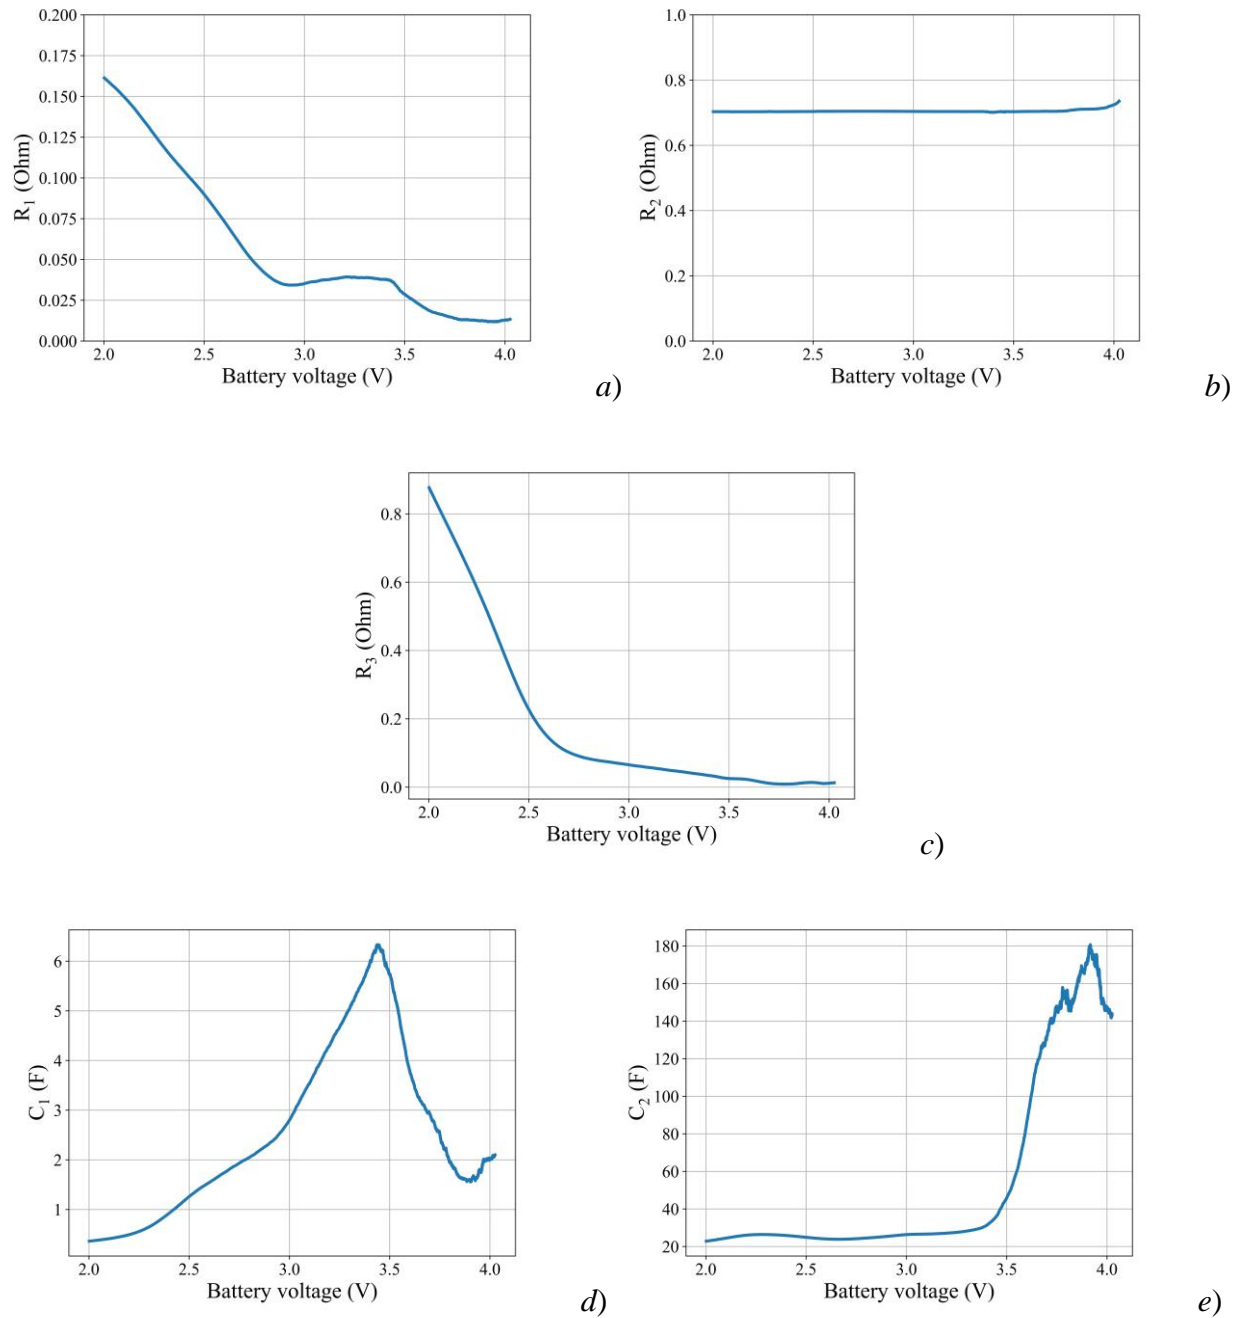 0.200
0.175
0.150
0.125
0.100
0.075
0.050
0.025
0.000
R1 (Ohm)
2.0 2.5 3.0 3.5 4.0
Battery voltage (V)
a)
1.0
0.8
0.6
0.4
0.2
0.0
R2 (Ohm)
2.0 2.5 3.0 3.5 4.0
Battery voltage (V)
b)
0.8
0.6
0.4
0.2
0.0
R3 (Ohm)
2.0 2.5 3.0 3.5 4.0
Battery voltage (V)
c)
6
5
4
3
2
1
C1 (F)
2.0 2.5 3.0 3.5 4.0
Battery voltage (V)
d)
180
160
140
120
100
80
60
40
20
C2 (F)
2.0 2.5 3.0 3.5 4.0
Battery voltage (V)
e)